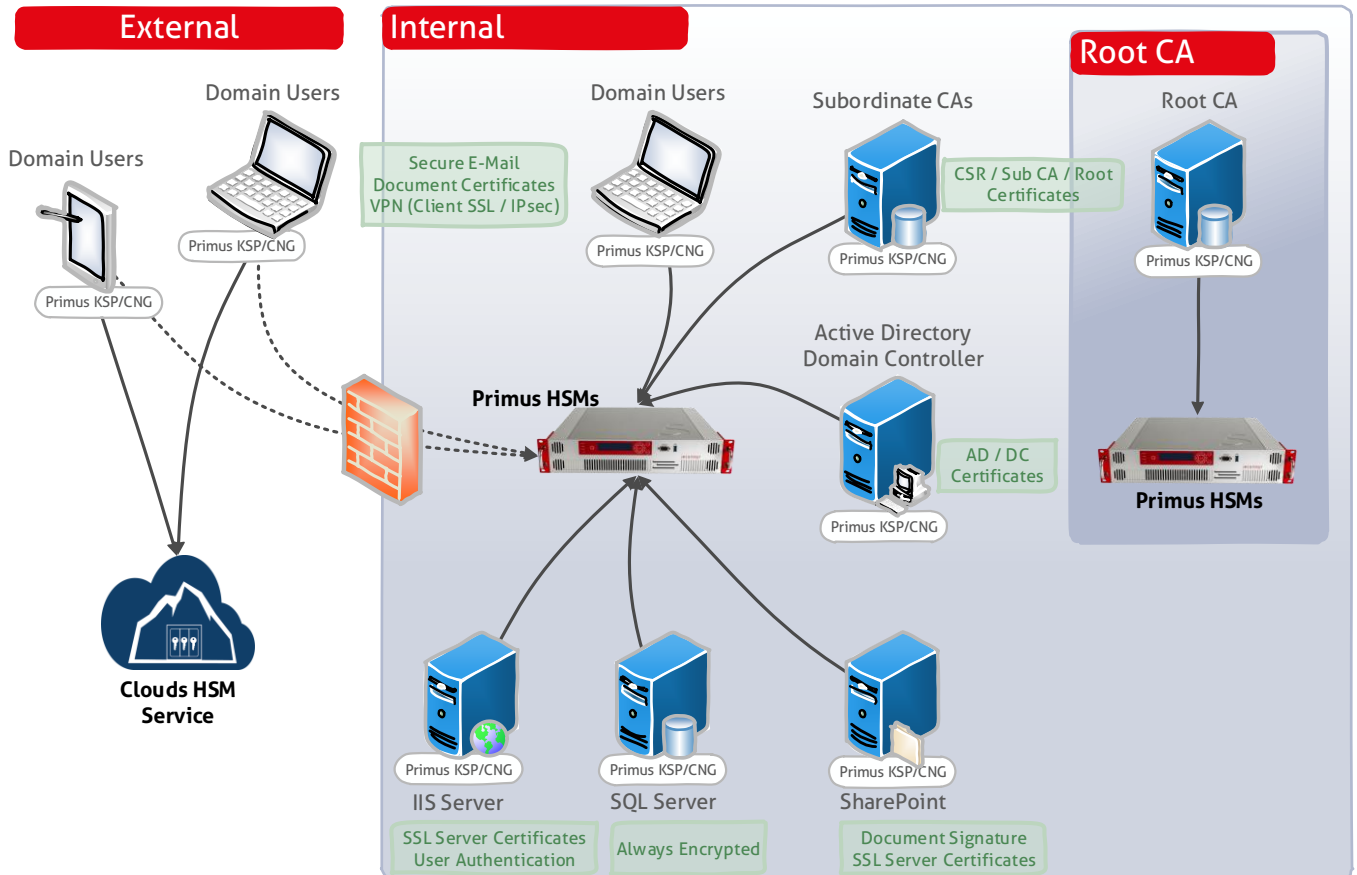 External
Internal
Root CA
Domain Users
Domain Users
Domain Users
Subordinate CAs
Root CA
Secure E-Mail
Document Certificates
VPN (Client SSL / IPsec)
CSR / Sub CA / Root
Certificates
Primus KSP/CNG
Primus KSP/CNG
Primus KSP/CNG
Primus KSP/CNG
Primus KSP/CNG
Active Directory
Domain Controller
Primus HSMs
AD / DC
Certificates
Primus KSP/CNG
Primus HSMs
Clouds HSM
Service
Primus KSP/CNG
Primus KSP/CNG
Primus KSP/CNG
IIS Server
SQL Server
SharePoint
SSL Server Certificates
User Authentication
Always Encrypted
Document Signature
SSL Server Certificates